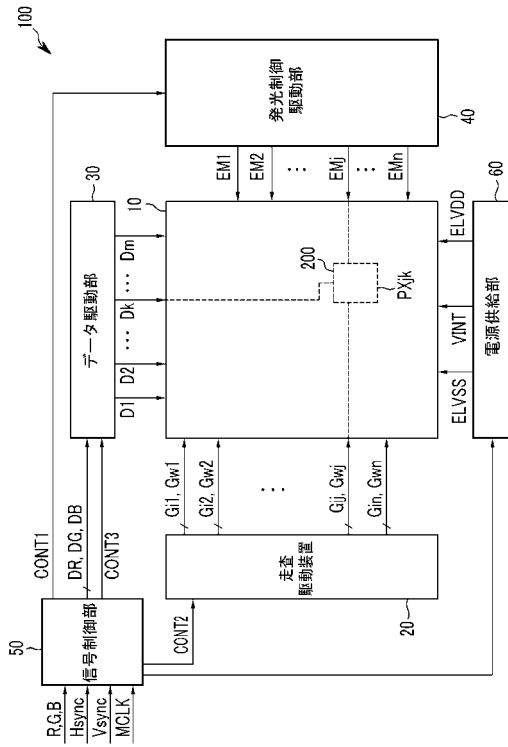 100
R,G,B
Hsync
Vsync
MCLK
50
信号制御部
CONT1
DR, DG, DB
CONT3
CONT2
30
データ駆動部
D1
D2
...
Dk
...
Dm
10
走査
駆動装置
20
Gi1, Gw1
Gi2, Gw2
...
Gij, Gwj
Gin, Gwn
200
PXjk
発光制御
駆動部
40
EM1
EM2
...
EMj
...
EMn
ELVSS
VINT
ELVDD
電源供給部
60